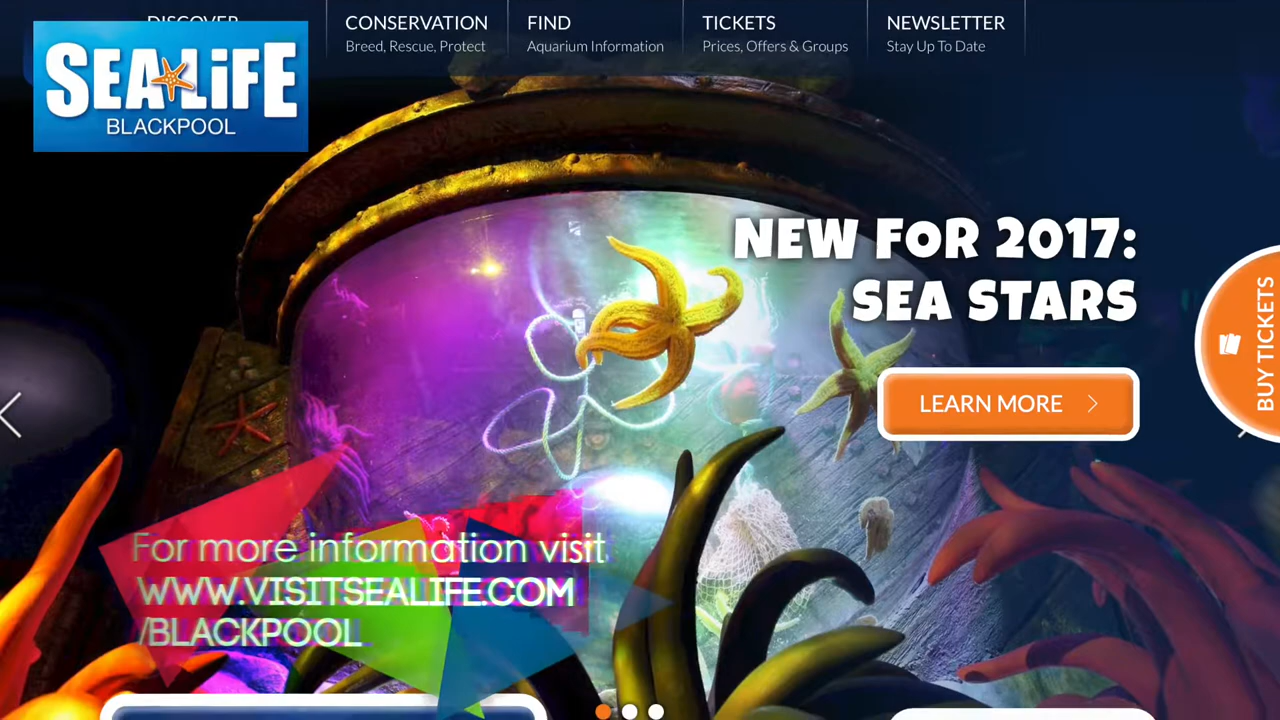 DISCOVER
CONSERVATION
Breed, Rescue, Protect
FIND
Aquarium Information
TICKETS
Prices, Offers & Groups
NEWSLETTER
Stay Up To Date
SEA LiFE
BLACKPOOL
NEW FOR 2017:
SEA STARS
LEARN MORE
BUY TICKETS
For more information visit
WWW.VISITSEALIFE.COM
/BLACKPOOL